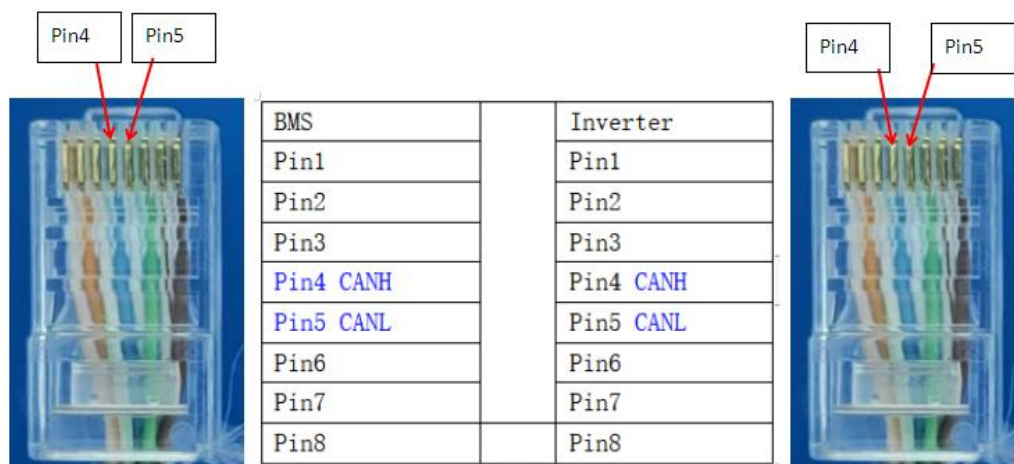 Pin4 Pin5
Pin4 Pin5
BMS Inverter
Pin1 Pin1
Pin2 Pin2
Pin3 Pin3
Pin4 CANH Pin4 CANH
Pin5 CANL Pin5 CANL
Pin6 Pin6
Pin7 Pin7
Pin8 Pin8